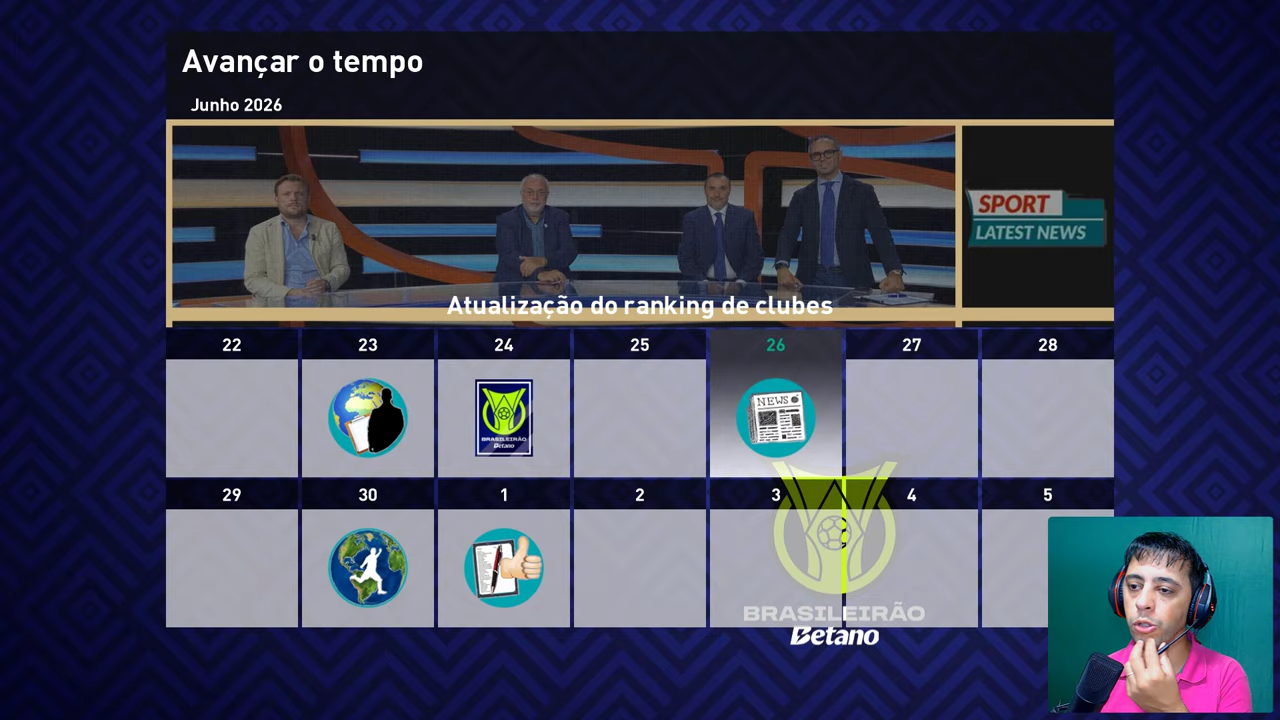 Avançar o tempo
Junho 2026
SPORT
LATEST NEWS
Atualização do ranking de clubes
22 23 24 25 26 27 28
BRASILEIRÃO
Betano
NEWS
29 30 1 2 3 4 5
BRASILEIRÃO
Betano